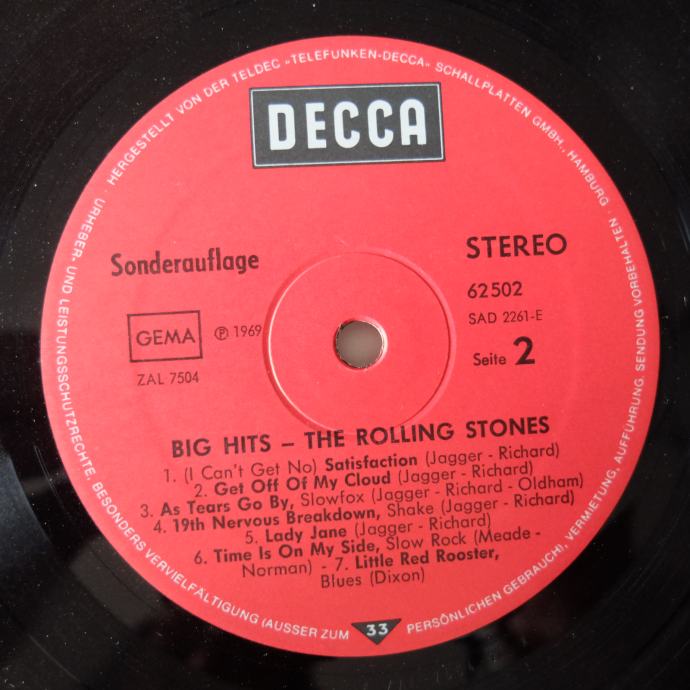 · HERGESTELLT VON DER TELDEC »TELEFUNKEN-DECCA« SCHALLPLATTEN GMBH., HAMBURG ·
URHEBER- UND LEISTUNGSSCHUTZRECHTE, BESONDERS VERVIELFÄLTIGUNG (AUSSER ZUM PERSÖNLICHEN GEBRAUCH), VERMIETUNG, AUFFÜHRUNG, SENDUNG VORBEHALTEN
DECCA
Sonderauflage
STEREO
62502
SAD 2261-E
GEMA
℗ 1969
Seite 2
ZAL 7504
BIG HITS – THE ROLLING STONES
1. (I Can't Get No) Satisfaction (Jagger - Richard)
2. Get Off Of My Cloud (Jagger - Richard)
3. As Tears Go By, Slowfox (Jagger - Richard - Oldham)
4. 19th Nervous Breakdown, Shake (Jagger - Richard)
5. Lady Jane (Jagger - Richard)
6. Time Is On My Side, Slow Rock (Meade -
Norman) - 7. Little Red Rooster,
Blues (Dixon)
33